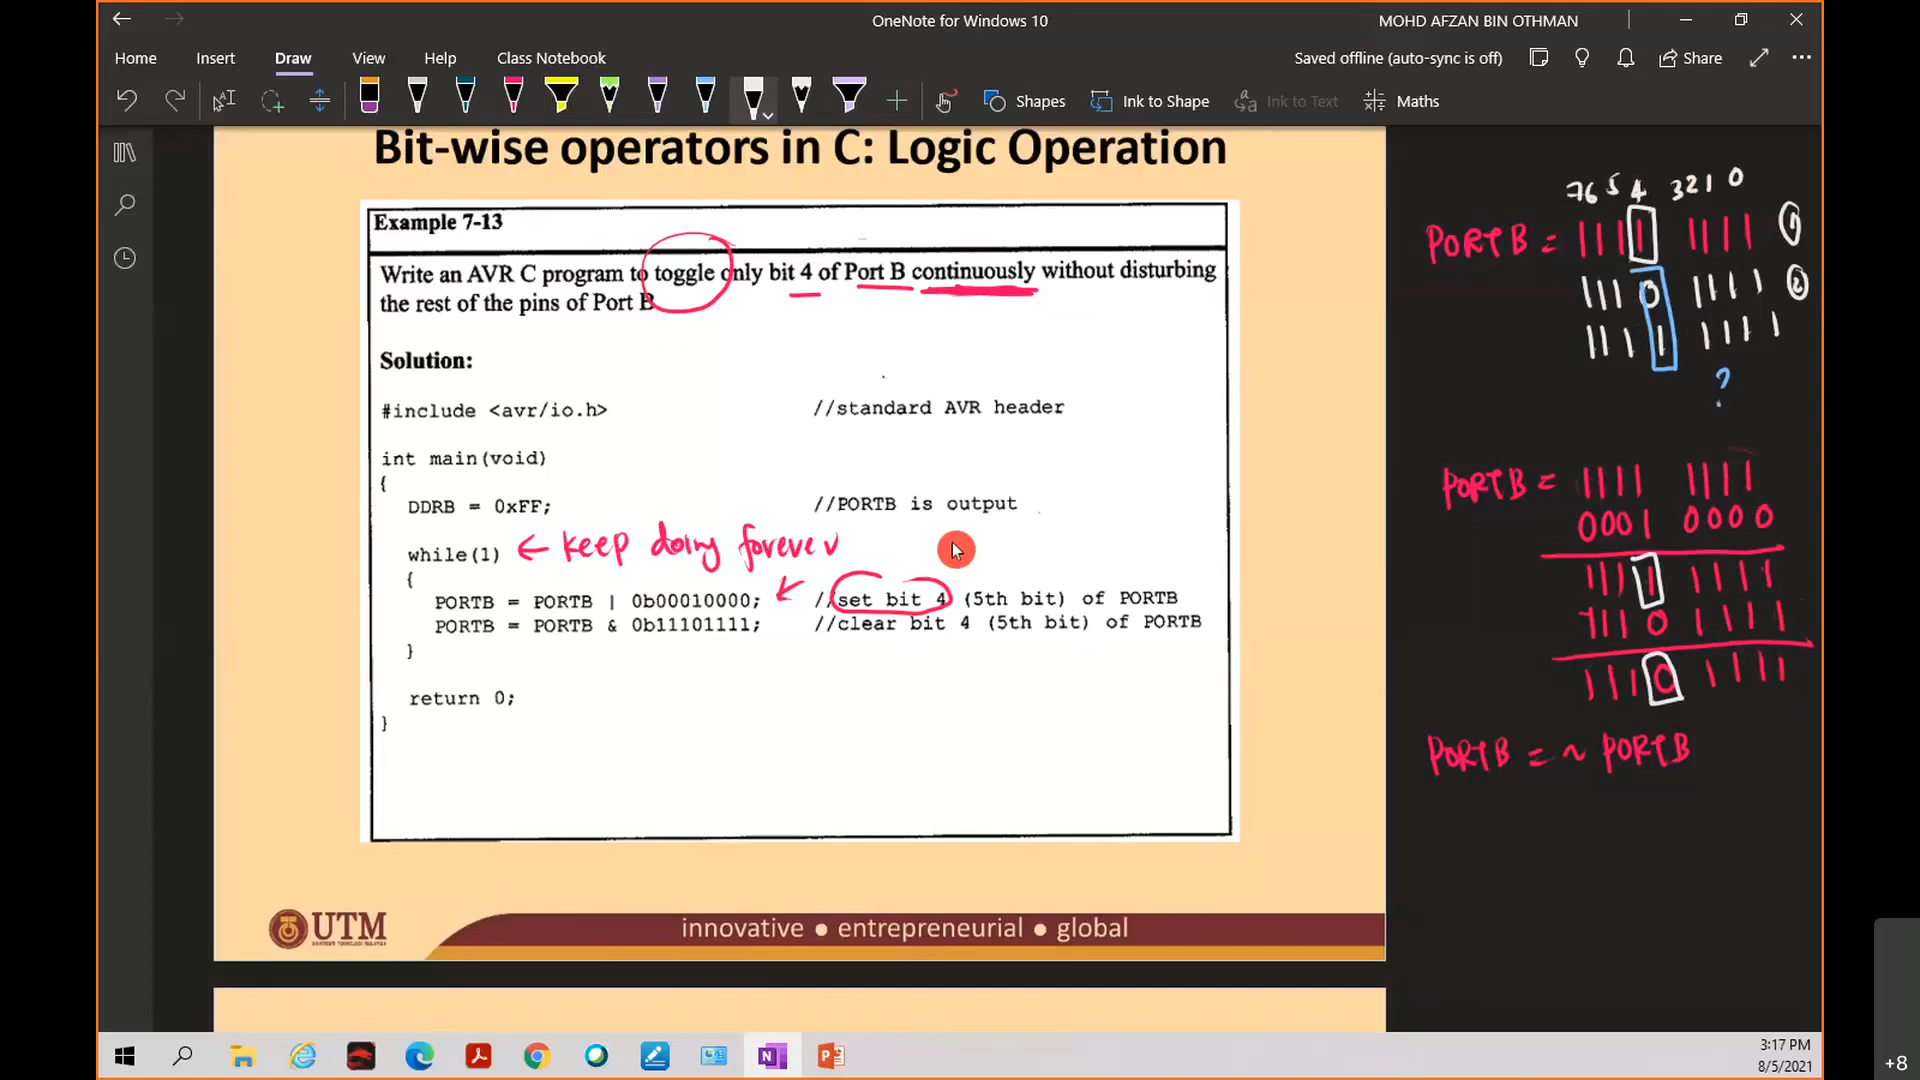 OneNote for Windows 10
MOHD AFZAN BIN OTHMAN
Home Insert Draw View Help Class Notebook
Saved offline (auto-sync is off) Share
Shapes Ink to Shape Ink to Text Maths
Bit-wise operators in C: Logic Operation
Example 7-13
Write an AVR C program to toggle only bit 4 of Port B continuously without disturbing
the rest of the pins of Port B
Solution:
#include <avr/io.h> //standard AVR header
int main(void)
{
DDRB = 0xFF; //PORTB is output
while(1) ← keep doing forever
{
PORTB = PORTB | 0b00010000; ← //set bit 4 (5th bit) of PORTB
PORTB = PORTB & 0b11101111; //clear bit 4 (5th bit) of PORTB
}
return 0;
}
UTM
innovative ● entrepreneurial ● global
76 5 4 3 2 1 0
PORTB = 1111 1111 ①
1110 1111 ②
1111 1111
?
PORTB = 1111 1111
0001 0000
1111 1111
1110 1111
1110 1111
PORTB = ~ PORTB
3:17 PM
8/5/2021
+8